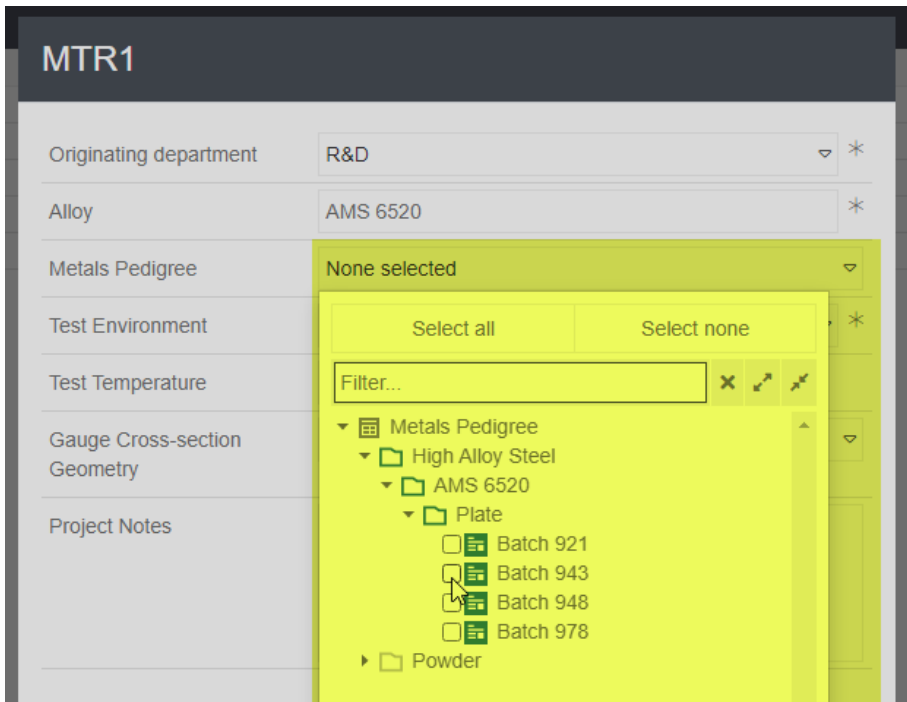 MTR1
Originating department R&D *
Alloy AMS 6520 *
Metals Pedigree None selected
Select all Select none
Test Environment *
Filter...
Test Temperature
Metals Pedigree
Gauge Cross-section
Geometry
High Alloy Steel
AMS 6520
Plate
Project Notes
Batch 921
Batch 943
Batch 948
Batch 978
Powder